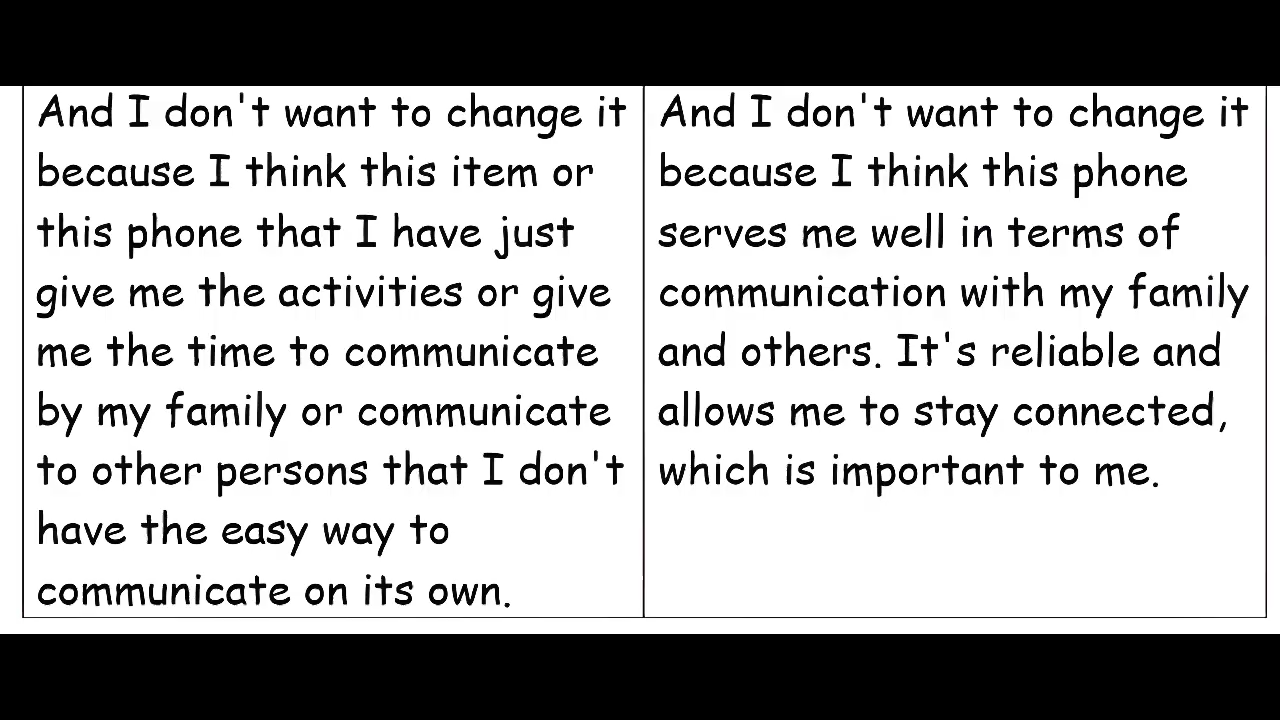 And I don't want to change it
because I think this item or
this phone that I have just
give me the activities or give
me the time to communicate
by my family or communicate
to other persons that I don't
have the easy way to
communicate on its own.
And I don't want to change it
because I think this phone
serves me well in terms of
communication with my family
and others. It's reliable and
allows me to stay connected,
which is important to me.